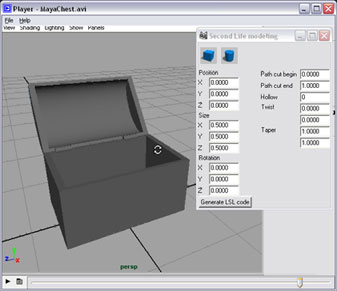 Player - MayaChest.avi
File Help
View Shading Lighting Show Panels
Second Life modeling
Position
X 0.0000
Y 0.0000
Z 0.0000
Size
X 0.5000
Y 0.5000
Z 0.5000
Rotation
X 0.0000
Y 0.0000
Z 0.0000
Generate LSL code
Path cut begin 0.0000
Path cut end 1.0000
Hollow 0
Twist 0.0000
0.0000
Taper 1.0000
1.0000
persp